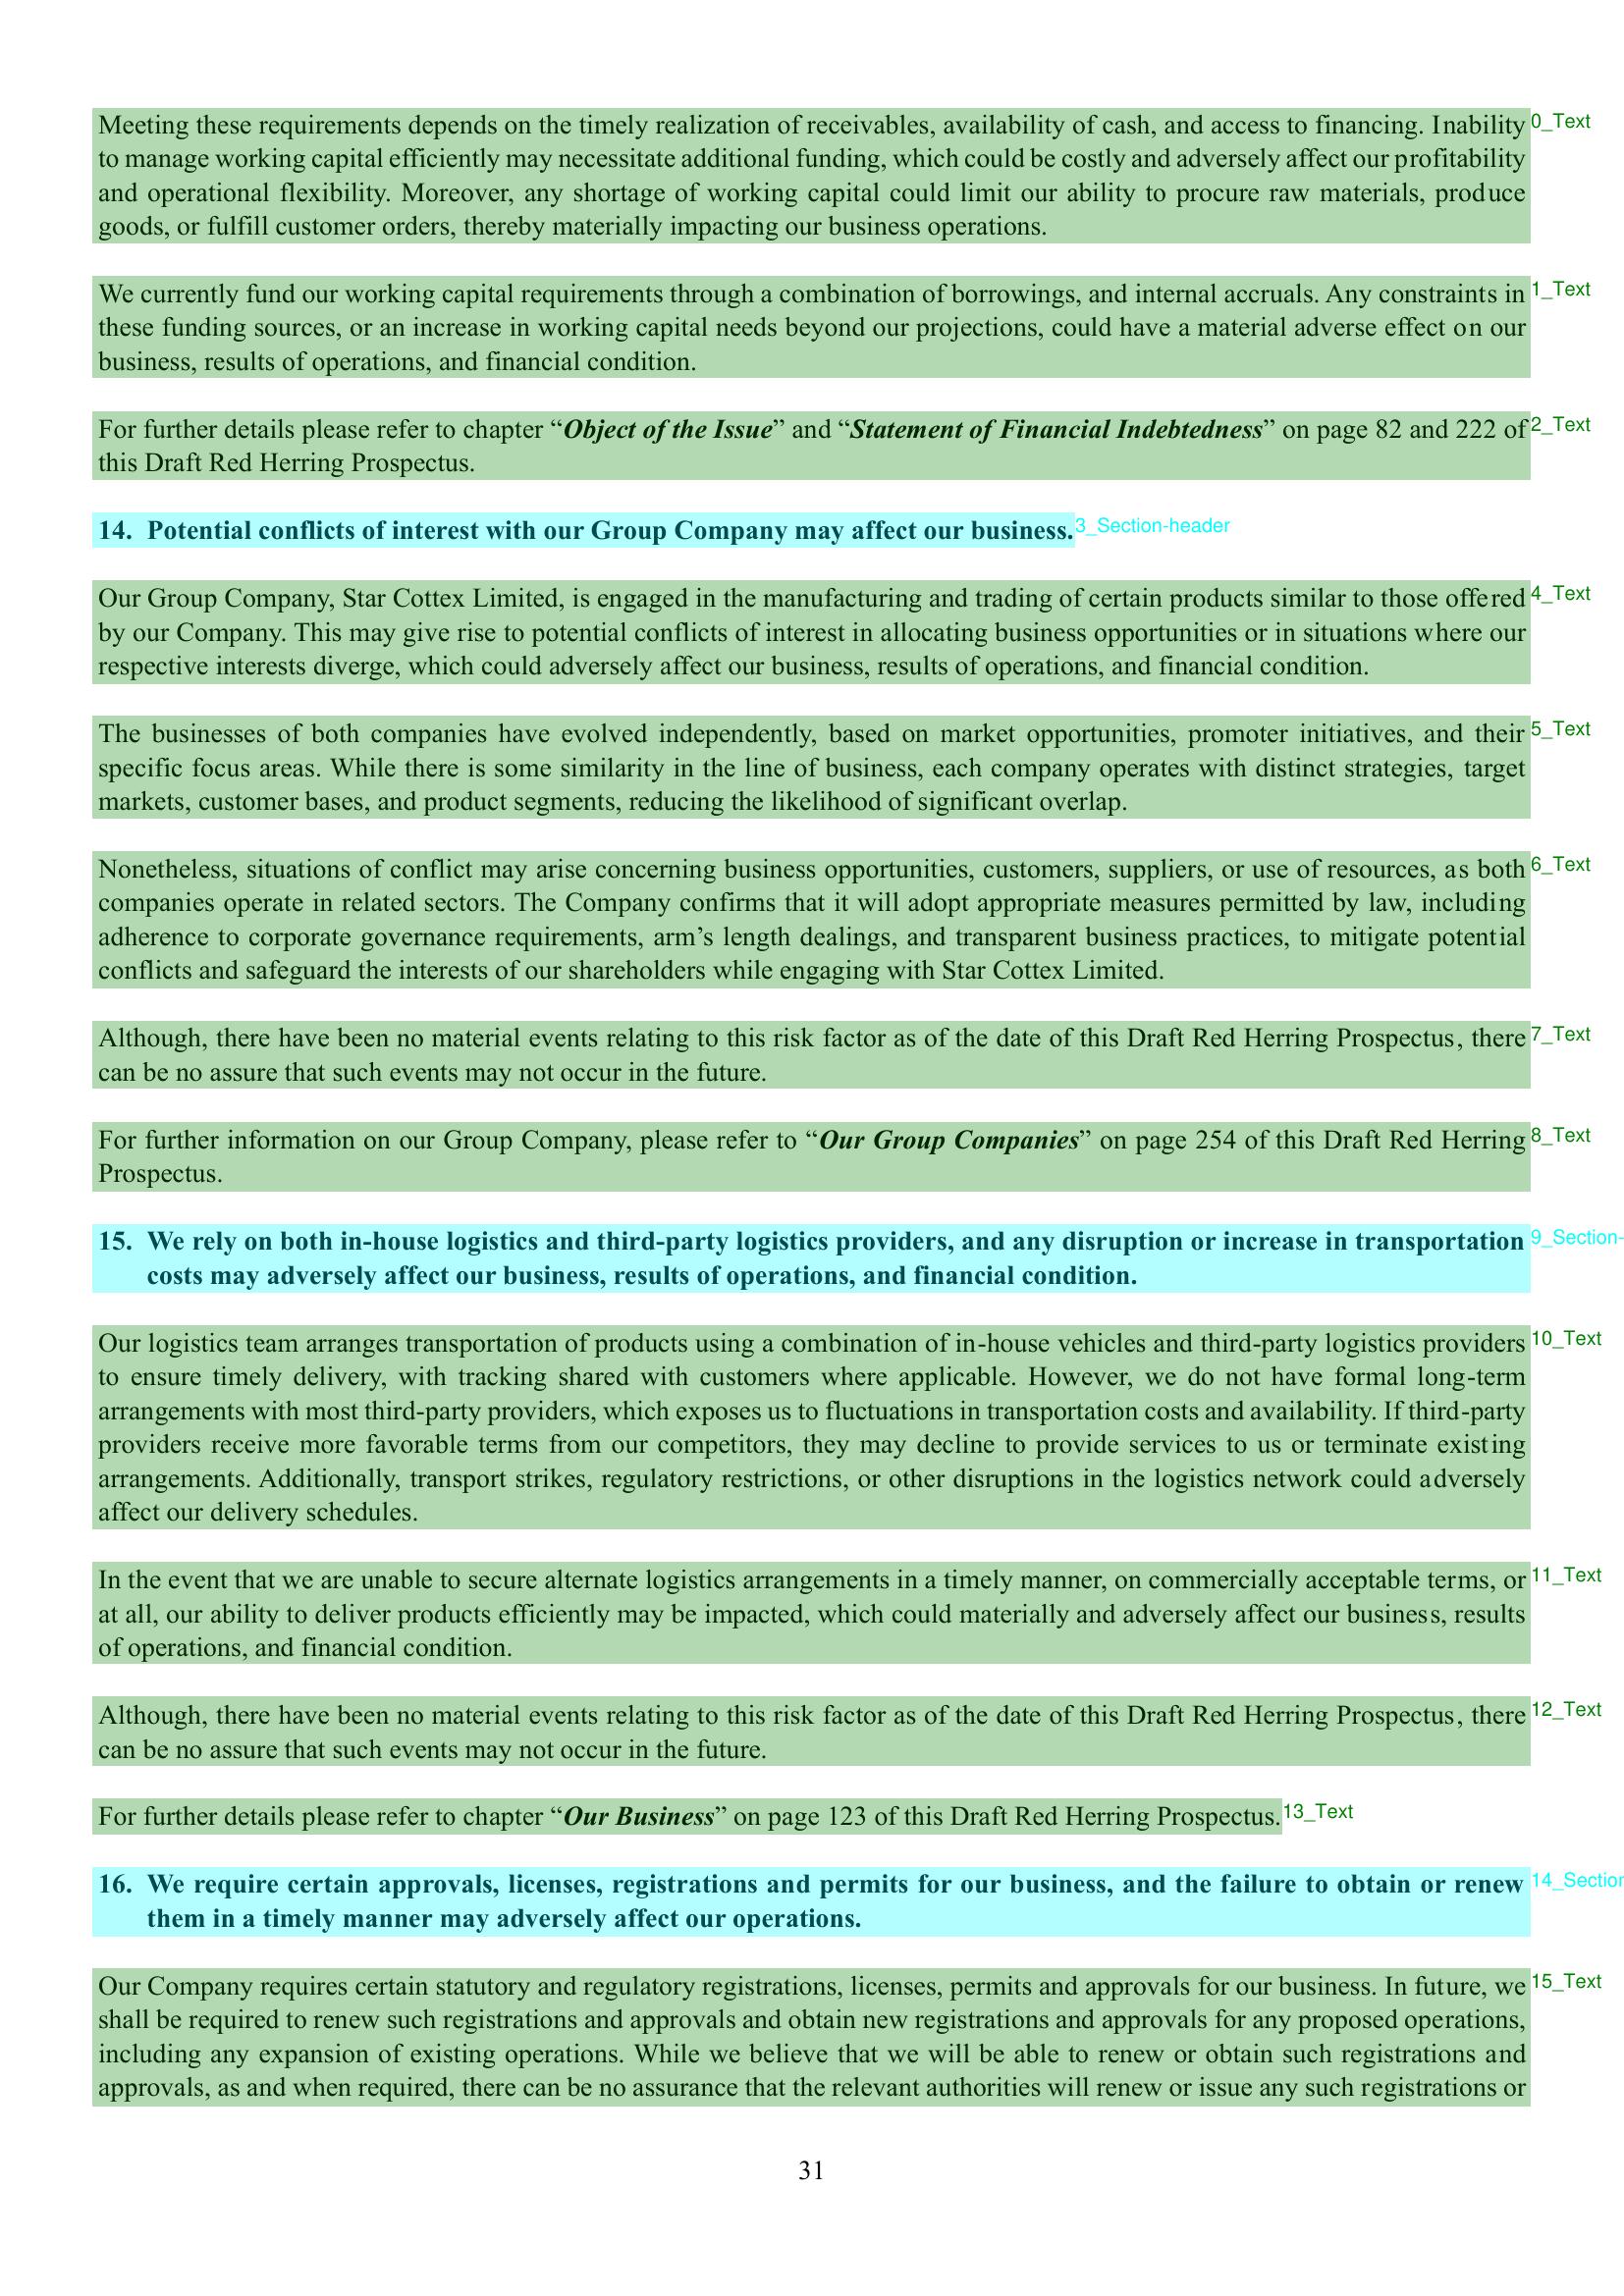 Meeting these requirements depends on the timely realization of receivables, availability of cash, and access to financing. Inability
0_Text
to manage working capital efficiently may necessitate additional funding, which could be costly and adversely affect our profitability
and operational flexibility. Moreover, any shortage of working capital could limit our ability to procure raw materials, produce
goods, or fulfill customer orders, thereby materially impacting our business operations.
We currently fund our working capital requirements through a combination of borrowings, and internal accruals. Any constraints in
1_Text
these funding sources, or an increase in working capital needs beyond our projections, could have a material adverse effect on our
business, results of operations, and financial condition.
For further details please refer to chapter “Object of the Issue” and “Statement of Financial Indebtedness” on page 82 and 222 of
2_Text
this Draft Red Herring Prospectus.
14. Potential conflicts of interest with our Group Company may affect our business.
3_Section-header
Our Group Company, Star Cottex Limited, is engaged in the manufacturing and trading of certain products similar to those offered
4_Text
by our Company. This may give rise to potential conflicts of interest in allocating business opportunities or in situations where our
respective interests diverge, which could adversely affect our business, results of operations, and financial condition.
The businesses of both companies have evolved independently, based on market opportunities, promoter initiatives, and their
5_Text
specific focus areas. While there is some similarity in the line of business, each company operates with distinct strategies, target
markets, customer bases, and product segments, reducing the likelihood of significant overlap.
Nonetheless, situations of conflict may arise concerning business opportunities, customers, suppliers, or use of resources, as both
6_Text
companies operate in related sectors. The Company confirms that it will adopt appropriate measures permitted by law, including
adherence to corporate governance requirements, arm’s length dealings, and transparent business practices, to mitigate potential
conflicts and safeguard the interests of our shareholders while engaging with Star Cottex Limited.
Although, there have been no material events relating to this risk factor as of the date of this Draft Red Herring Prospectus, there
7_Text
can be no assure that such events may not occur in the future.
For further information on our Group Company, please refer to “Our Group Companies” on page 254 of this Draft Red Herring
8_Text
Prospectus.
15. We rely on both in-house logistics and third-party logistics providers, and any disruption or increase in transportation
9_Section-
costs may adversely affect our business, results of operations, and financial condition.
Our logistics team arranges transportation of products using a combination of in-house vehicles and third-party logistics providers
10_Text
to ensure timely delivery, with tracking shared with customers where applicable. However, we do not have formal long-term
arrangements with most third-party providers, which exposes us to fluctuations in transportation costs and availability. If third-party
providers receive more favorable terms from our competitors, they may decline to provide services to us or terminate existing
arrangements. Additionally, transport strikes, regulatory restrictions, or other disruptions in the logistics network could adversely
affect our delivery schedules.
In the event that we are unable to secure alternate logistics arrangements in a timely manner, on commercially acceptable terms, or
11_Text
at all, our ability to deliver products efficiently may be impacted, which could materially and adversely affect our business, results
of operations, and financial condition.
Although, there have been no material events relating to this risk factor as of the date of this Draft Red Herring Prospectus, there
12_Text
can be no assure that such events may not occur in the future.
For further details please refer to chapter “Our Business” on page 123 of this Draft Red Herring Prospectus.
13_Text
16. We require certain approvals, licenses, registrations and permits for our business, and the failure to obtain or renew
14_Section
them in a timely manner may adversely affect our operations.
Our Company requires certain statutory and regulatory registrations, licenses, permits and approvals for our business. In future, we
15_Text
shall be required to renew such registrations and approvals and obtain new registrations and approvals for any proposed operations,
including any expansion of existing operations. While we believe that we will be able to renew or obtain such registrations and
approvals, as and when required, there can be no assurance that the relevant authorities will renew or issue any such registrations or
31